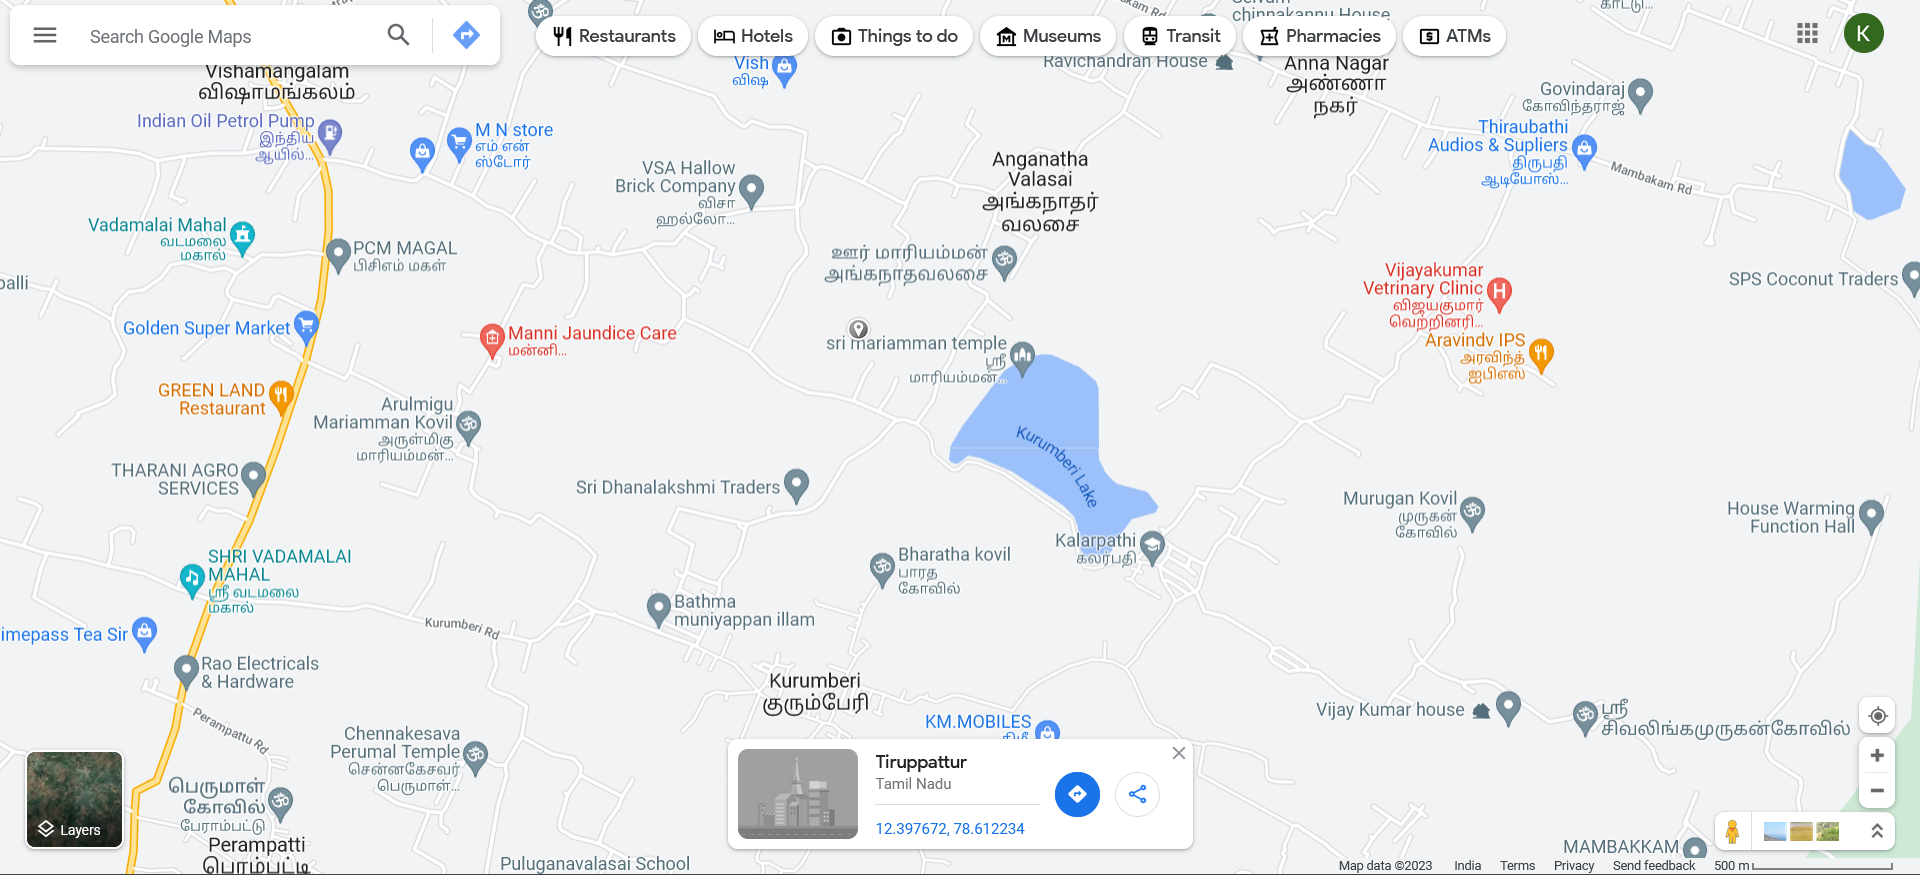 Search Google Maps
Restaurants
Hotels
Things to do
Museums
Transit
Pharmacies
ATMs
K
chinnakannu House
Mambakam Rd
Ravichandran House
Anna Nagar
அண்ணா
நகர்
Vish
விஷ
Vishamangalam
விஷாமங்கலம்
Indian Oil Petrol Pump
இந்திய
ஆயில்...
M N store
எம் என்
ஸ்டோர்
VSA Hallow
Brick Company
விசா
ஹல்லோ...
Anganatha
Valasai
அங்கநாதர்
வலசை
Govindaraj
கோவிந்தராஜ்
Thiraubathi
Audios & Supliers
திருபதி
ஆடியோஸ்...
Mambakam Rd
Vadamalai Mahal
வடமலை
மகால்
PCM MAGAL
பிசிஎம் மகள்
ஊர் மாரியம்மன்
அங்கநாதவலசை
Vijayakumar
Vetrinary Clinic
விஜயகுமார்
வெற்றினரி...
SPS Coconut Traders
palli
Golden Super Market
Manni Jaundice Care
மன்னி...
sri mariamman temple
ஸ்ரீ
மாரியம்மன்...
Aravindv IPS
அரவிந்த்
ஐபிஎஸ்
GREEN LAND
Restaurant
Arulmigu
Mariamman Kovil
அருள்மிகு
மாரியம்மன்...
Kurumberi Lake
THARANI AGRO
SERVICES
Sri Dhanalakshmi Traders
Murugan Kovil
முருகன்
கோவில்
House Warming
Function Hall
Kalarpathi
கலர்பதி
SHRI VADAMALAI
MAHAL
ஸ்ரீ வடமலை
மகால்
Bharatha kovil
பாரத
கோவில்
Bathma
muniyappan illam
Kurumberi Rd
imepass Tea Sir
Rao Electricals
& Hardware
Kurumberi
குரும்பேரி
Perampattu Rd
KM.MOBILES
Vijay Kumar house
ஸ்ரீ
சிவலிங்கமுருகன்கோவில்
Chennakesava
Perumal Temple
சென்னகேசவர்
பெருமாள்...
பெருமாள்
கோவில்
பேராம்பட்டு
Perampatti
பெரம்பட்டி
Layers
Tiruppattur
Tamil Nadu
12.397672, 78.612234
Puluganavalasai School
MAMBAKKAM
Map data ©2023
India
Terms
Privacy
Send feedback
500 m